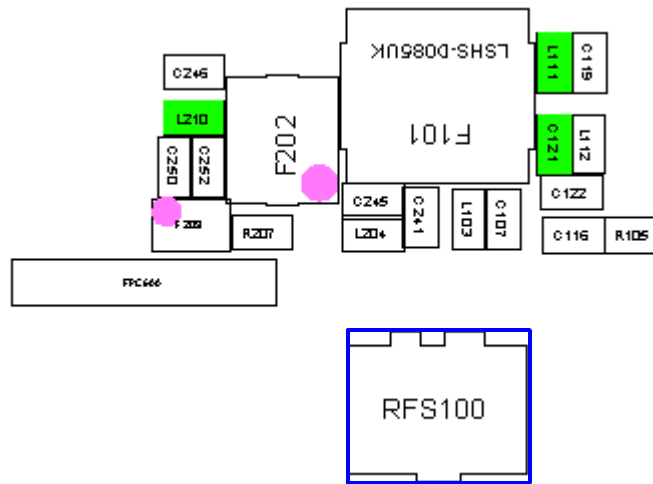 C246
L210
C250
C252
F202
F203
R207
FPC666
LSHS-D085UK
F101
C245
L204
C241
L103
C107
L111
C119
C121
L112
C122
C116
R105
RFS100